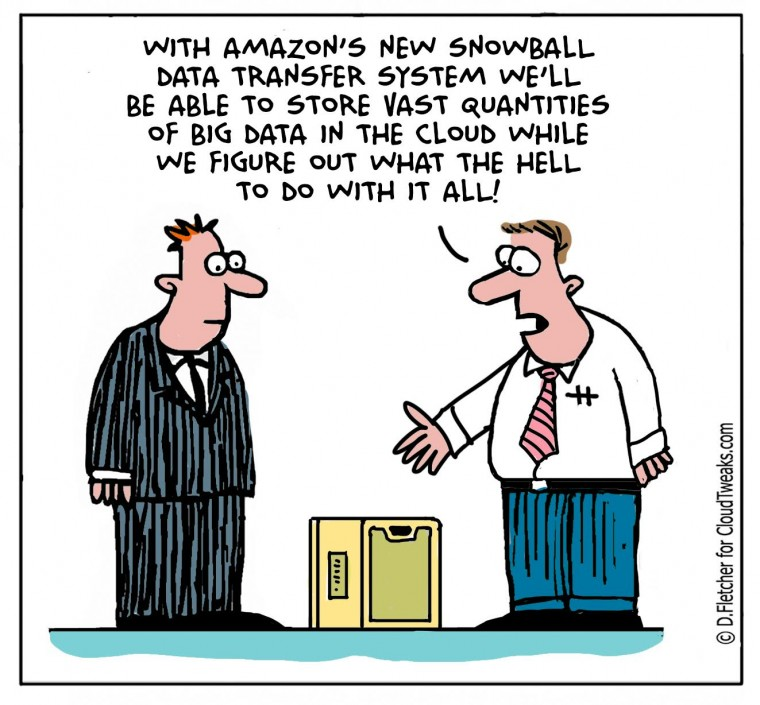 WITH AMAZON'S NEW SNOWBALL
DATA TRANSFER SYSTEM WE'LL
BE ABLE TO STORE VAST QUANTITIES
OF BIG DATA IN THE CLOUD WHILE
WE FIGURE OUT WHAT THE HELL
TO DO WITH IT ALL!
© D.Fletcher for CloudTweaks.com